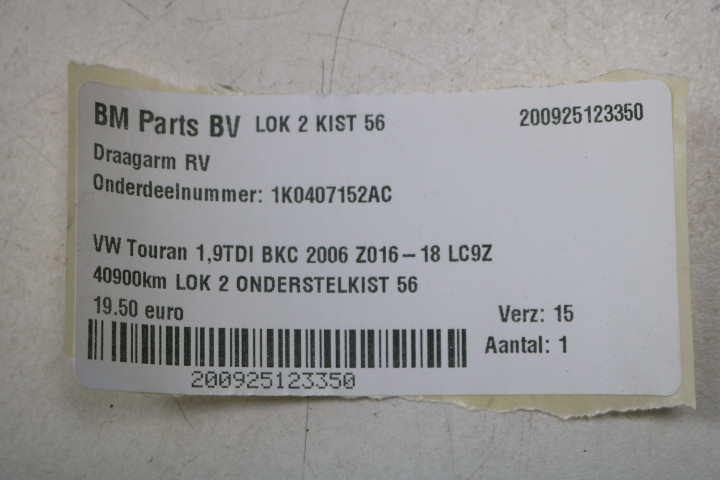 BM Parts BV LOK 2 KIST 56 200925123350
Draagarm RV
Onderdeelnummer: 1K0407152AC
VW Touran 1,9TDI BKC 2006 Z016-18 LC9Z
40900km LOK 2 ONDERSTELKIST 56
19.50 euro Verz: 15
Aantal: 1
200925123350